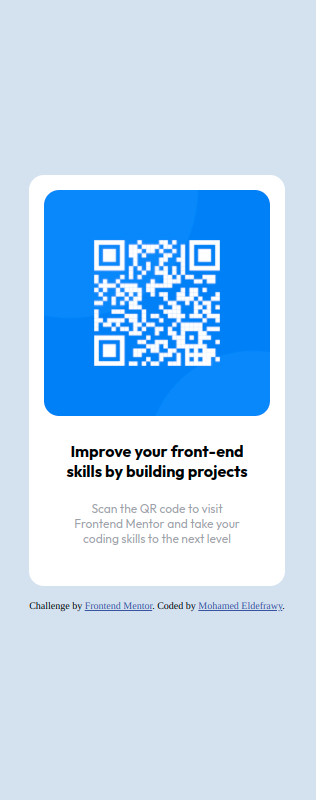 Improve your front-end
skills by building projects
Scan the QR code to visit
Frontend Mentor and take your
coding skills to the next level
Challenge by Frontend Mentor. Coded by Mohamed Eldefrawy.